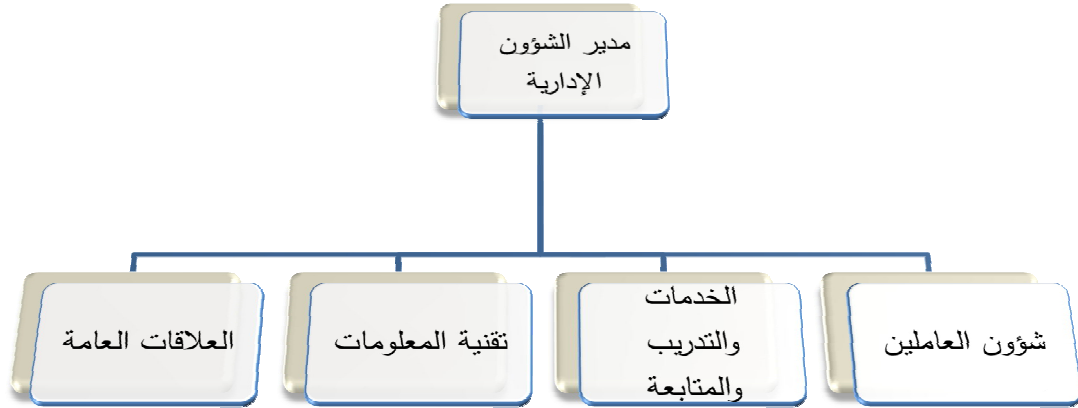 مدير الشؤون
الإدارية
شؤون العاملين
الخدمات
والتدريب
والمتابعة
تقنية المعلومات
العلاقات العامة